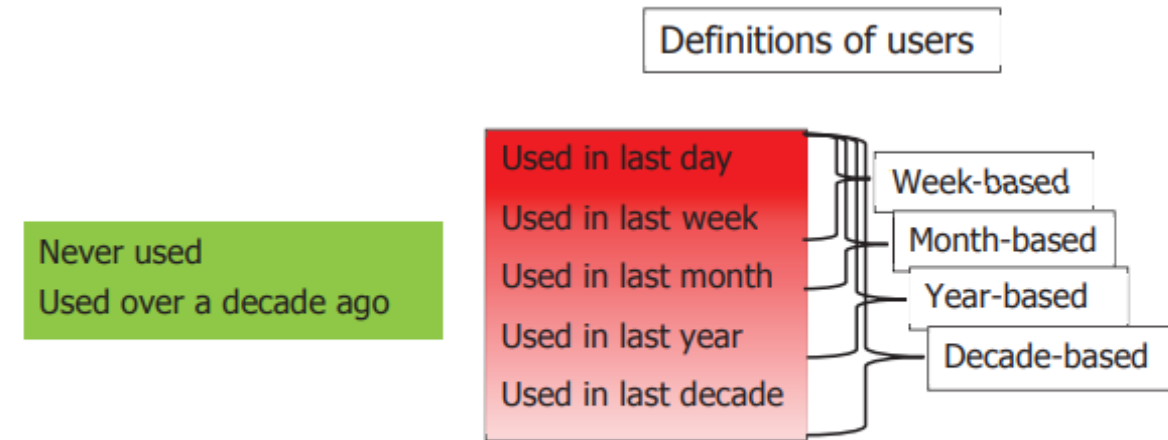 Definitions of users
Never used
Used over a decade ago
Used in last day
Used in last week
Used in last month
Used in last year
Used in last decade
Week-based
Month-based
Year-based
Decade-based